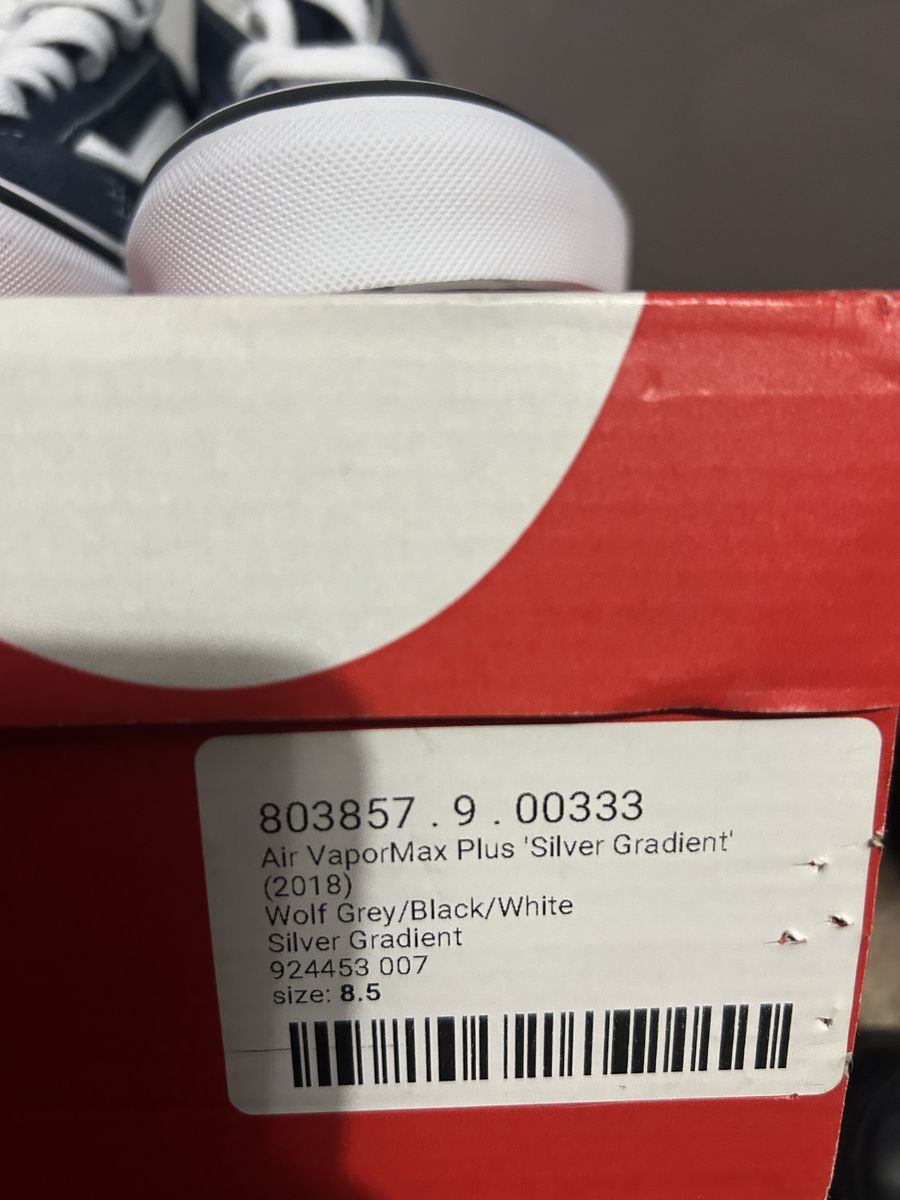 803857 . 9 . 00333
Air VaporMax Plus 'Silver Gradient'
(2018)
Wolf Grey/Black/White
Silver Gradient
924453 007
size: 8.5